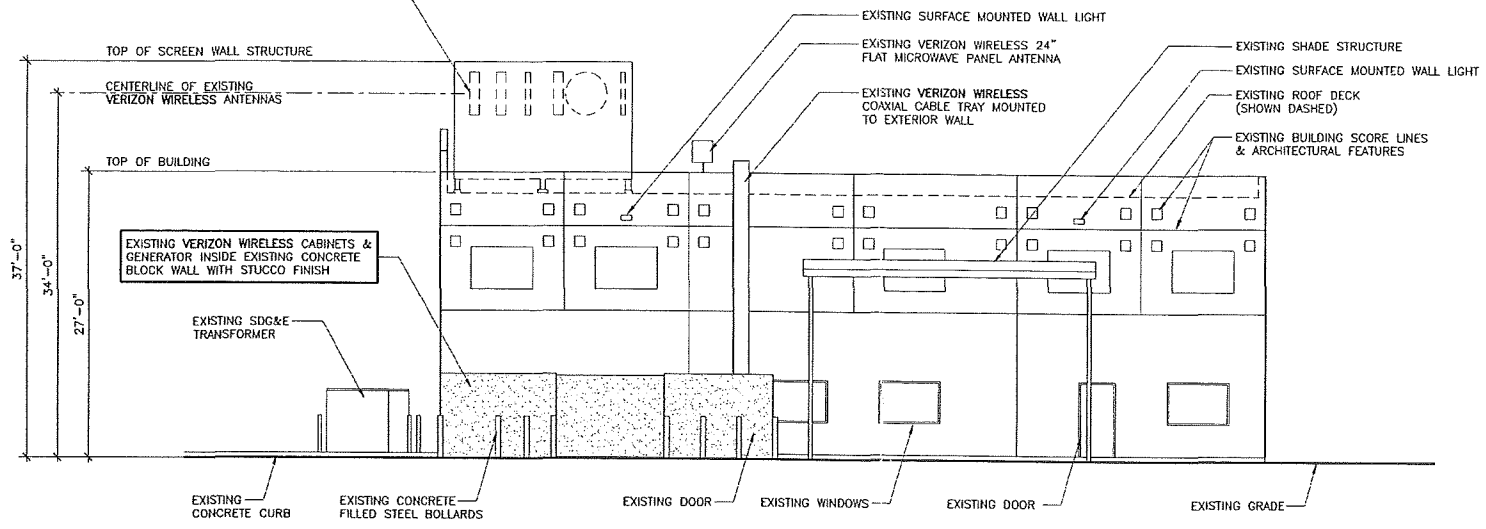 EXISTING SURFACE MOUNTED WALL LIGHT
EXISTING VERIZON WIRELESS 24"
FLAT MICROWAVE PANEL ANTENNA
EXISTING SHADE STRUCTURE
TOP OF SCREEN WALL STRUCTURE
EXISTING SURFACE MOUNTED WALL LIGHT
CENTERLINE OF EXISTING
VERIZON WIRELESS ANTENNAS
EXISTING VERIZON WIRELESS
COAXIAL CABLE TRAY MOUNTED
TO EXTERIOR WALL
EXISTING ROOF DECK
(SHOWN DASHED)
EXISTING BUILDING SCORE LINES
& ARCHITECTURAL FEATURES
TOP OF BUILDING
37'-0"
34'-0"
27'-0"
EXISTING VERIZON WIRELESS CABINETS &
GENERATOR INSIDE EXISTING CONCRETE
BLOCK WALL WITH STUCCO FINISH
EXISTING SDG&E
TRANSFORMER
EXISTING
CONCRETE CURB
EXISTING CONCRETE
FILLED STEEL BOLLARDS
EXISTING DOOR
EXISTING WINDOWS
EXISTING DOOR
EXISTING GRADE